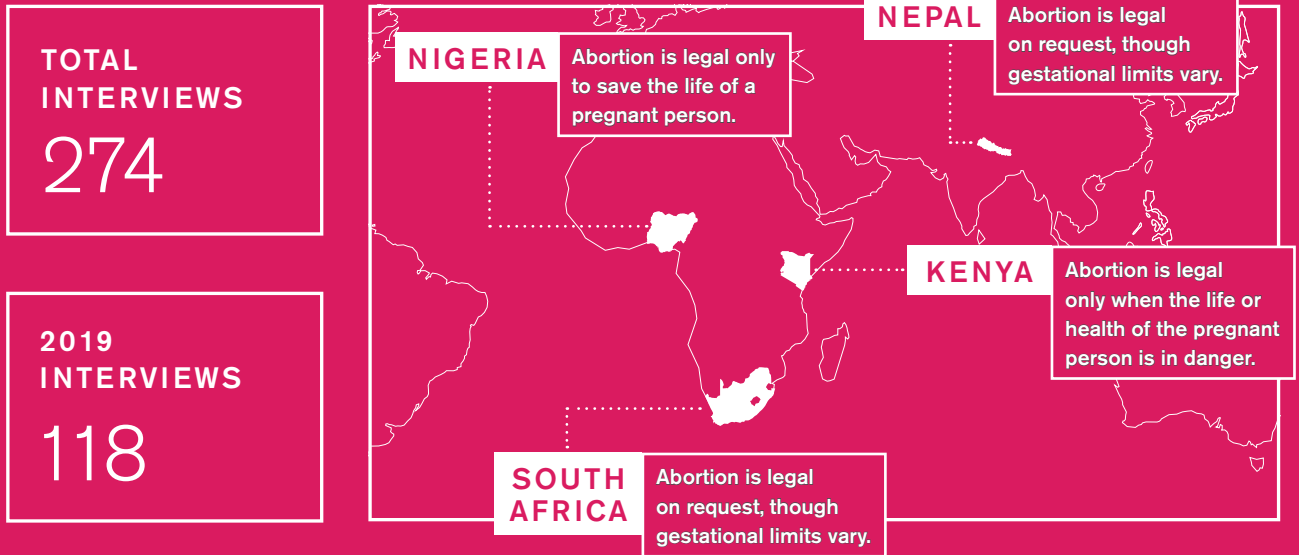 TOTAL
INTERVIEWS
274
2019
INTERVIEWS
118
NIGERIA
Abortion is legal only
to save the life of a
pregnant person.
NEPAL
Abortion is legal
on request, though
gestational limits vary.
KENYA
Abortion is legal
only when the life or
health of the pregnant
person is in danger.
SOUTH
AFRICA
Abortion is legal
on request, though
gestational limits vary.